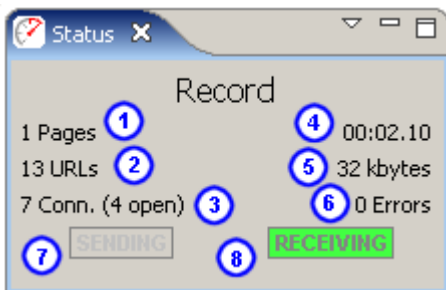 Status
Record
1 Pages 1 4 00:02.10
13 URLs 2 5 32 kbytes
7 Conn. (4 open) 3 6 0 Errors
7 SENDING 8 RECEIVING